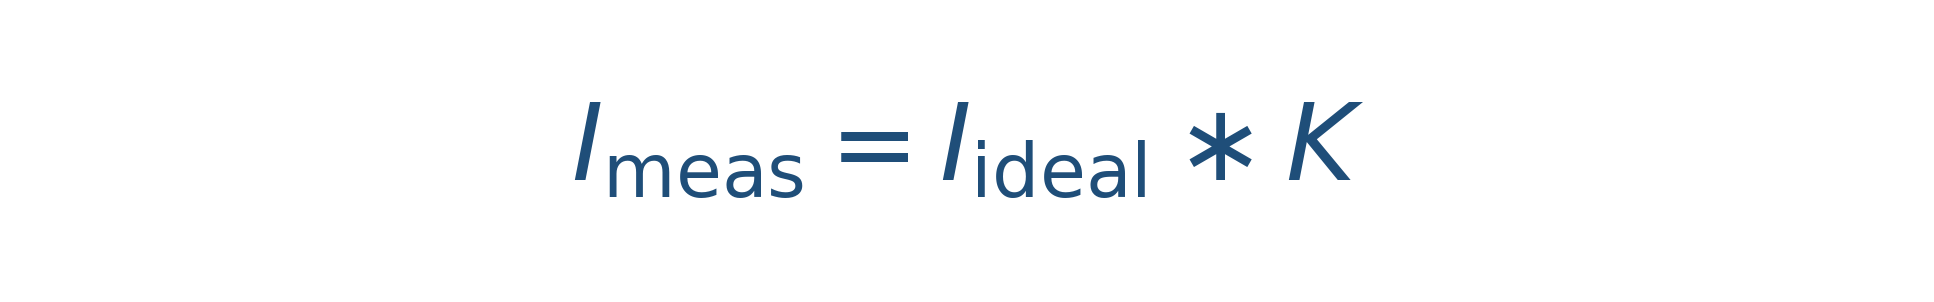 I_meas = I_ideal * K